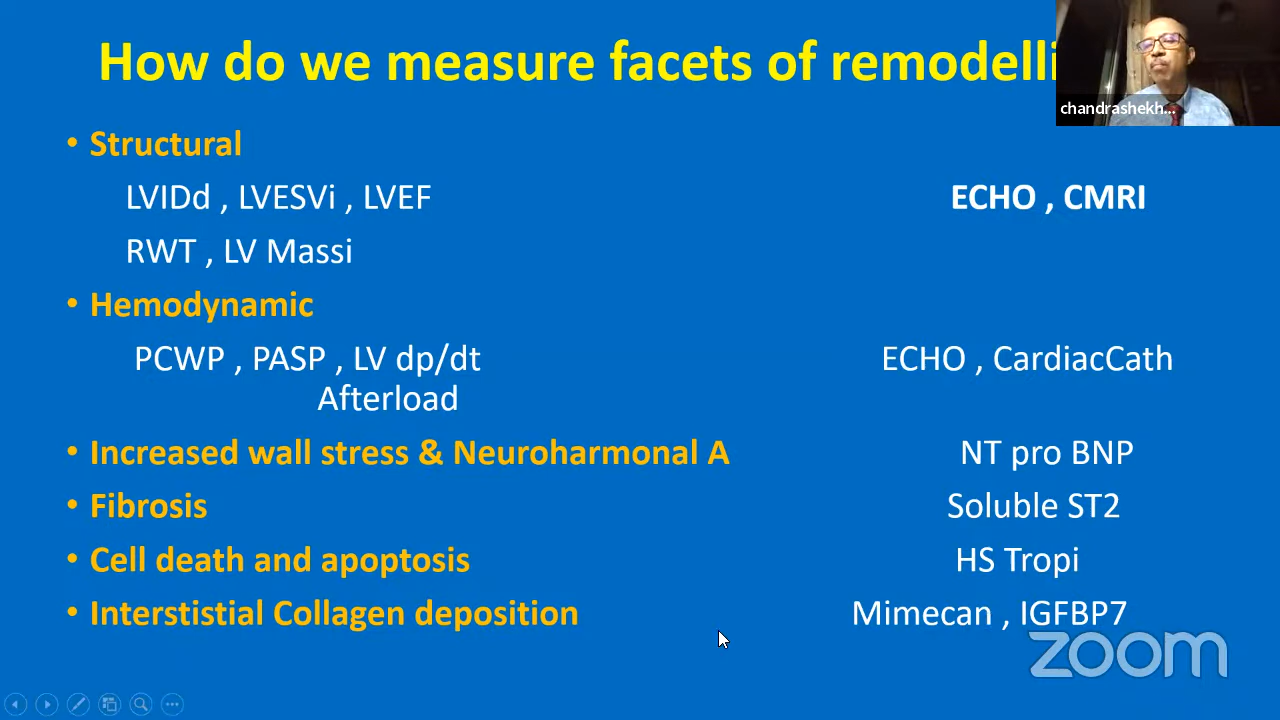 How do we measure facets of remodelli
chandrashekh...
• Structural
LVIDd , LVESVi , LVEF ECHO , CMRI
RWT , LV Massi
• Hemodynamic
PCWP , PASP , LV dp/dt ECHO , CardiacCath
Afterload
• Increased wall stress & Neuroharmonal A NT pro BNP
• Fibrosis Soluble ST2
• Cell death and apoptosis HS Tropi
• Interstistial Collagen deposition Mimecan , IGFBP7
zoom